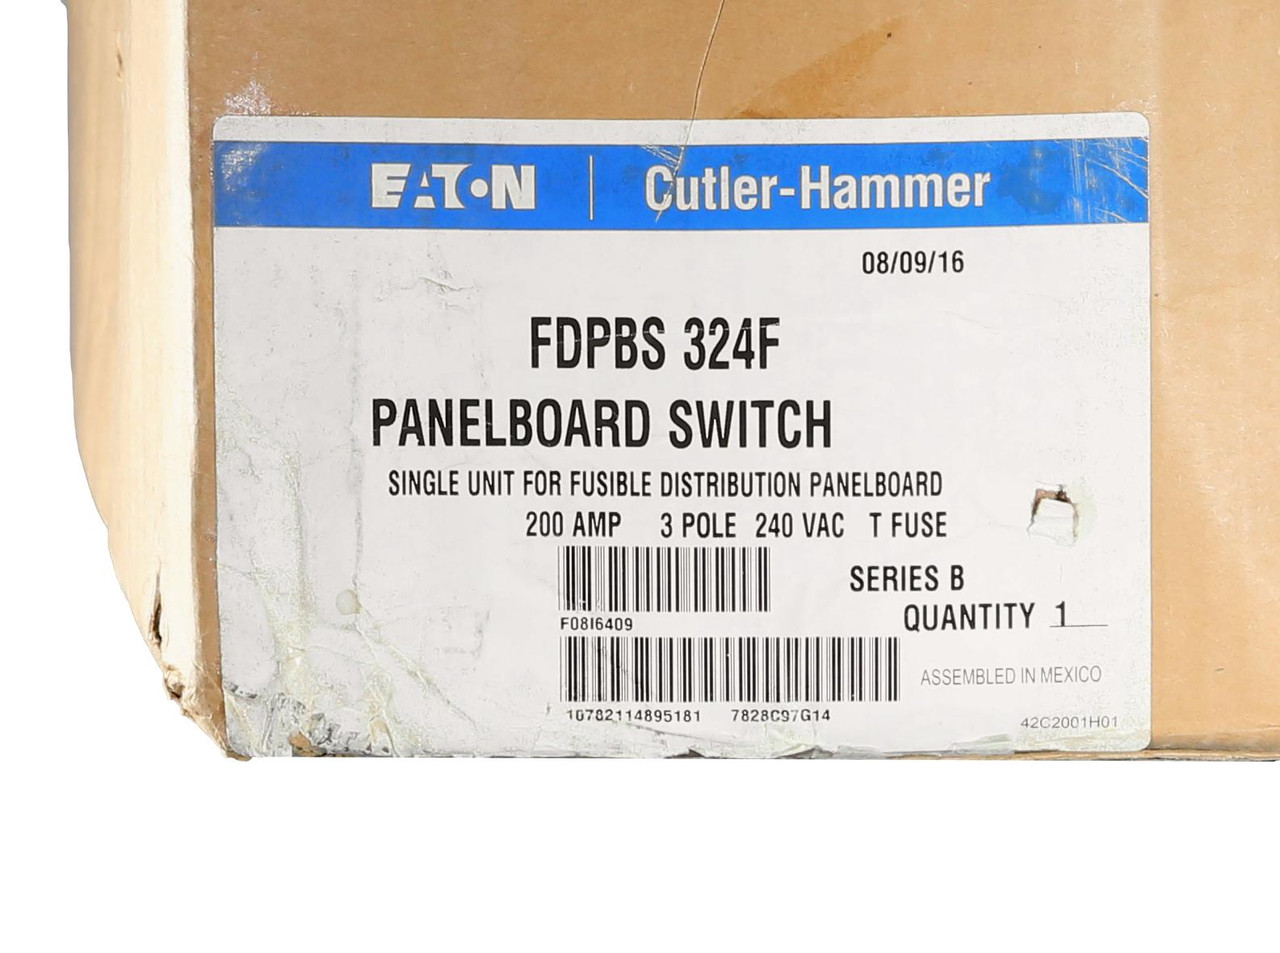 EATON | Cutler-Hammer
08/09/16
FDPBS 324F
PANELBOARD SWITCH
SINGLE UNIT FOR FUSIBLE DISTRIBUTION PANELBOARD
200 AMP 3 POLE 240 VAC T FUSE
SERIES B
QUANTITY 1
F08I6409
ASSEMBLED IN MEXICO
10782114895181 7828C97G14
42C2001H01